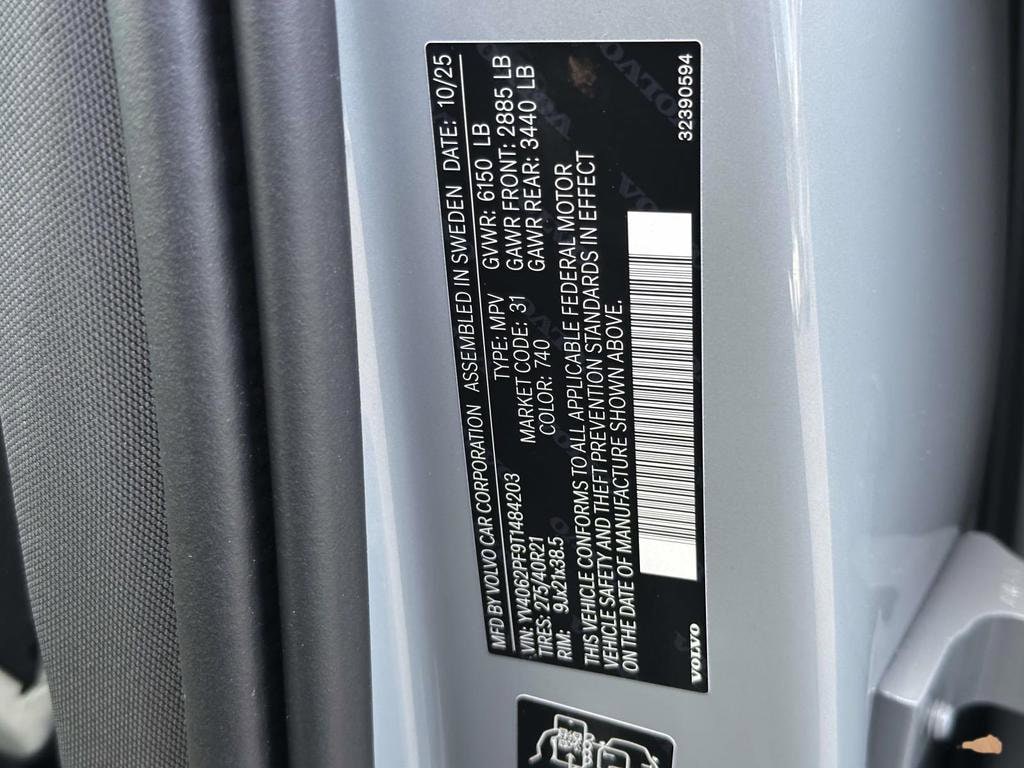 MFD BY VOLVO CAR CORPORATION ASSEMBLED IN SWEDEN DATE: 10/25
VIN: YV4062PF9T1484203 TYPE: MPV GVWR: 6150 LB
TIRES: 275/40R21 MARKET CODE: 31 GAWR FRONT: 2885 LB
RIM: 9Jx21x38.5 COLOR: 740 GAWR REAR: 3440 LB
THIS VEHICLE CONFORMS TO ALL APPLICABLE FEDERAL MOTOR
VEHICLE SAFETY AND THEFT PREVENTION STANDARDS IN EFFECT
ON THE DATE OF MANUFACTURE SHOWN ABOVE.
VOLVO 32390594